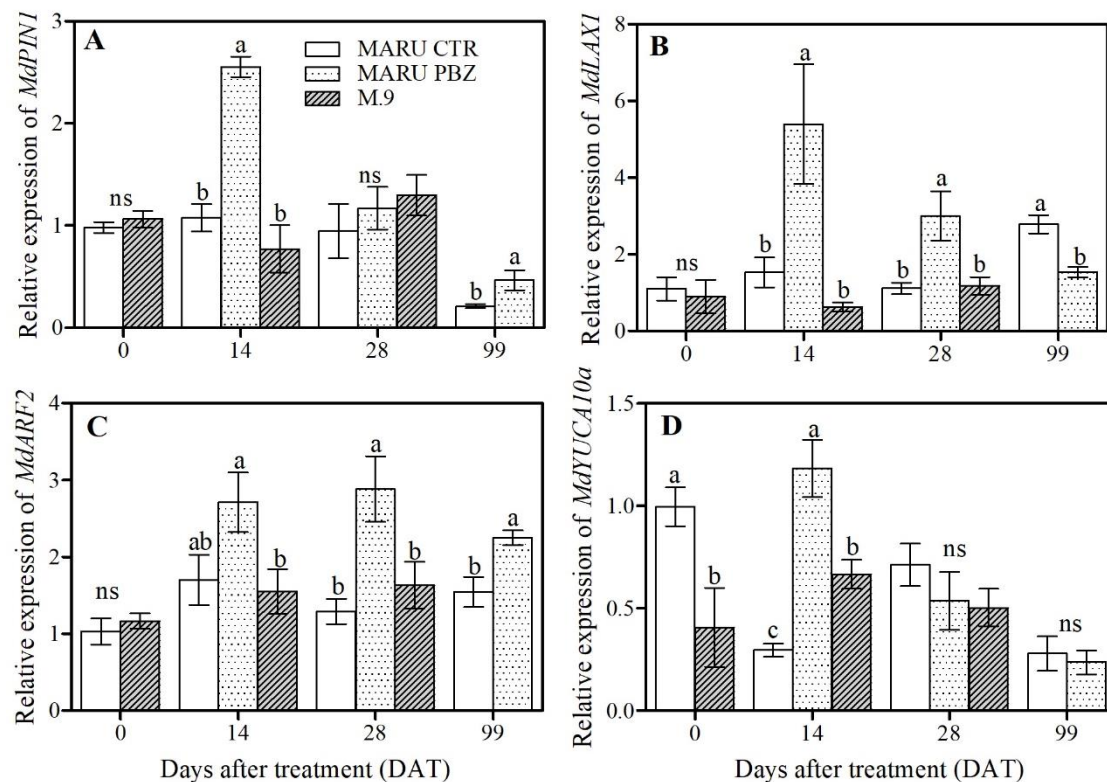 A
Relative expression of MdPIN1
3
2
1
0
MARU CTR
MARU PBZ
M.9
ns
b
a
b
ns
b
a
0
14
28
99
B
Relative expression of MdLAX1
8
6
4
2
0
ns
b
a
b
b
a
b
a
b
0
14
28
99
C
Relative expression of MdARF2
4
3
2
1
0
ns
ab
a
b
b
a
b
b
a
0
14
28
99
Days after treatment (DAT)
D
Relative expression of MdYUCA10a
1.5
1.0
0.5
0.0
a
b
c
a
b
ns
ns
0
14
28
99
Days after treatment (DAT)